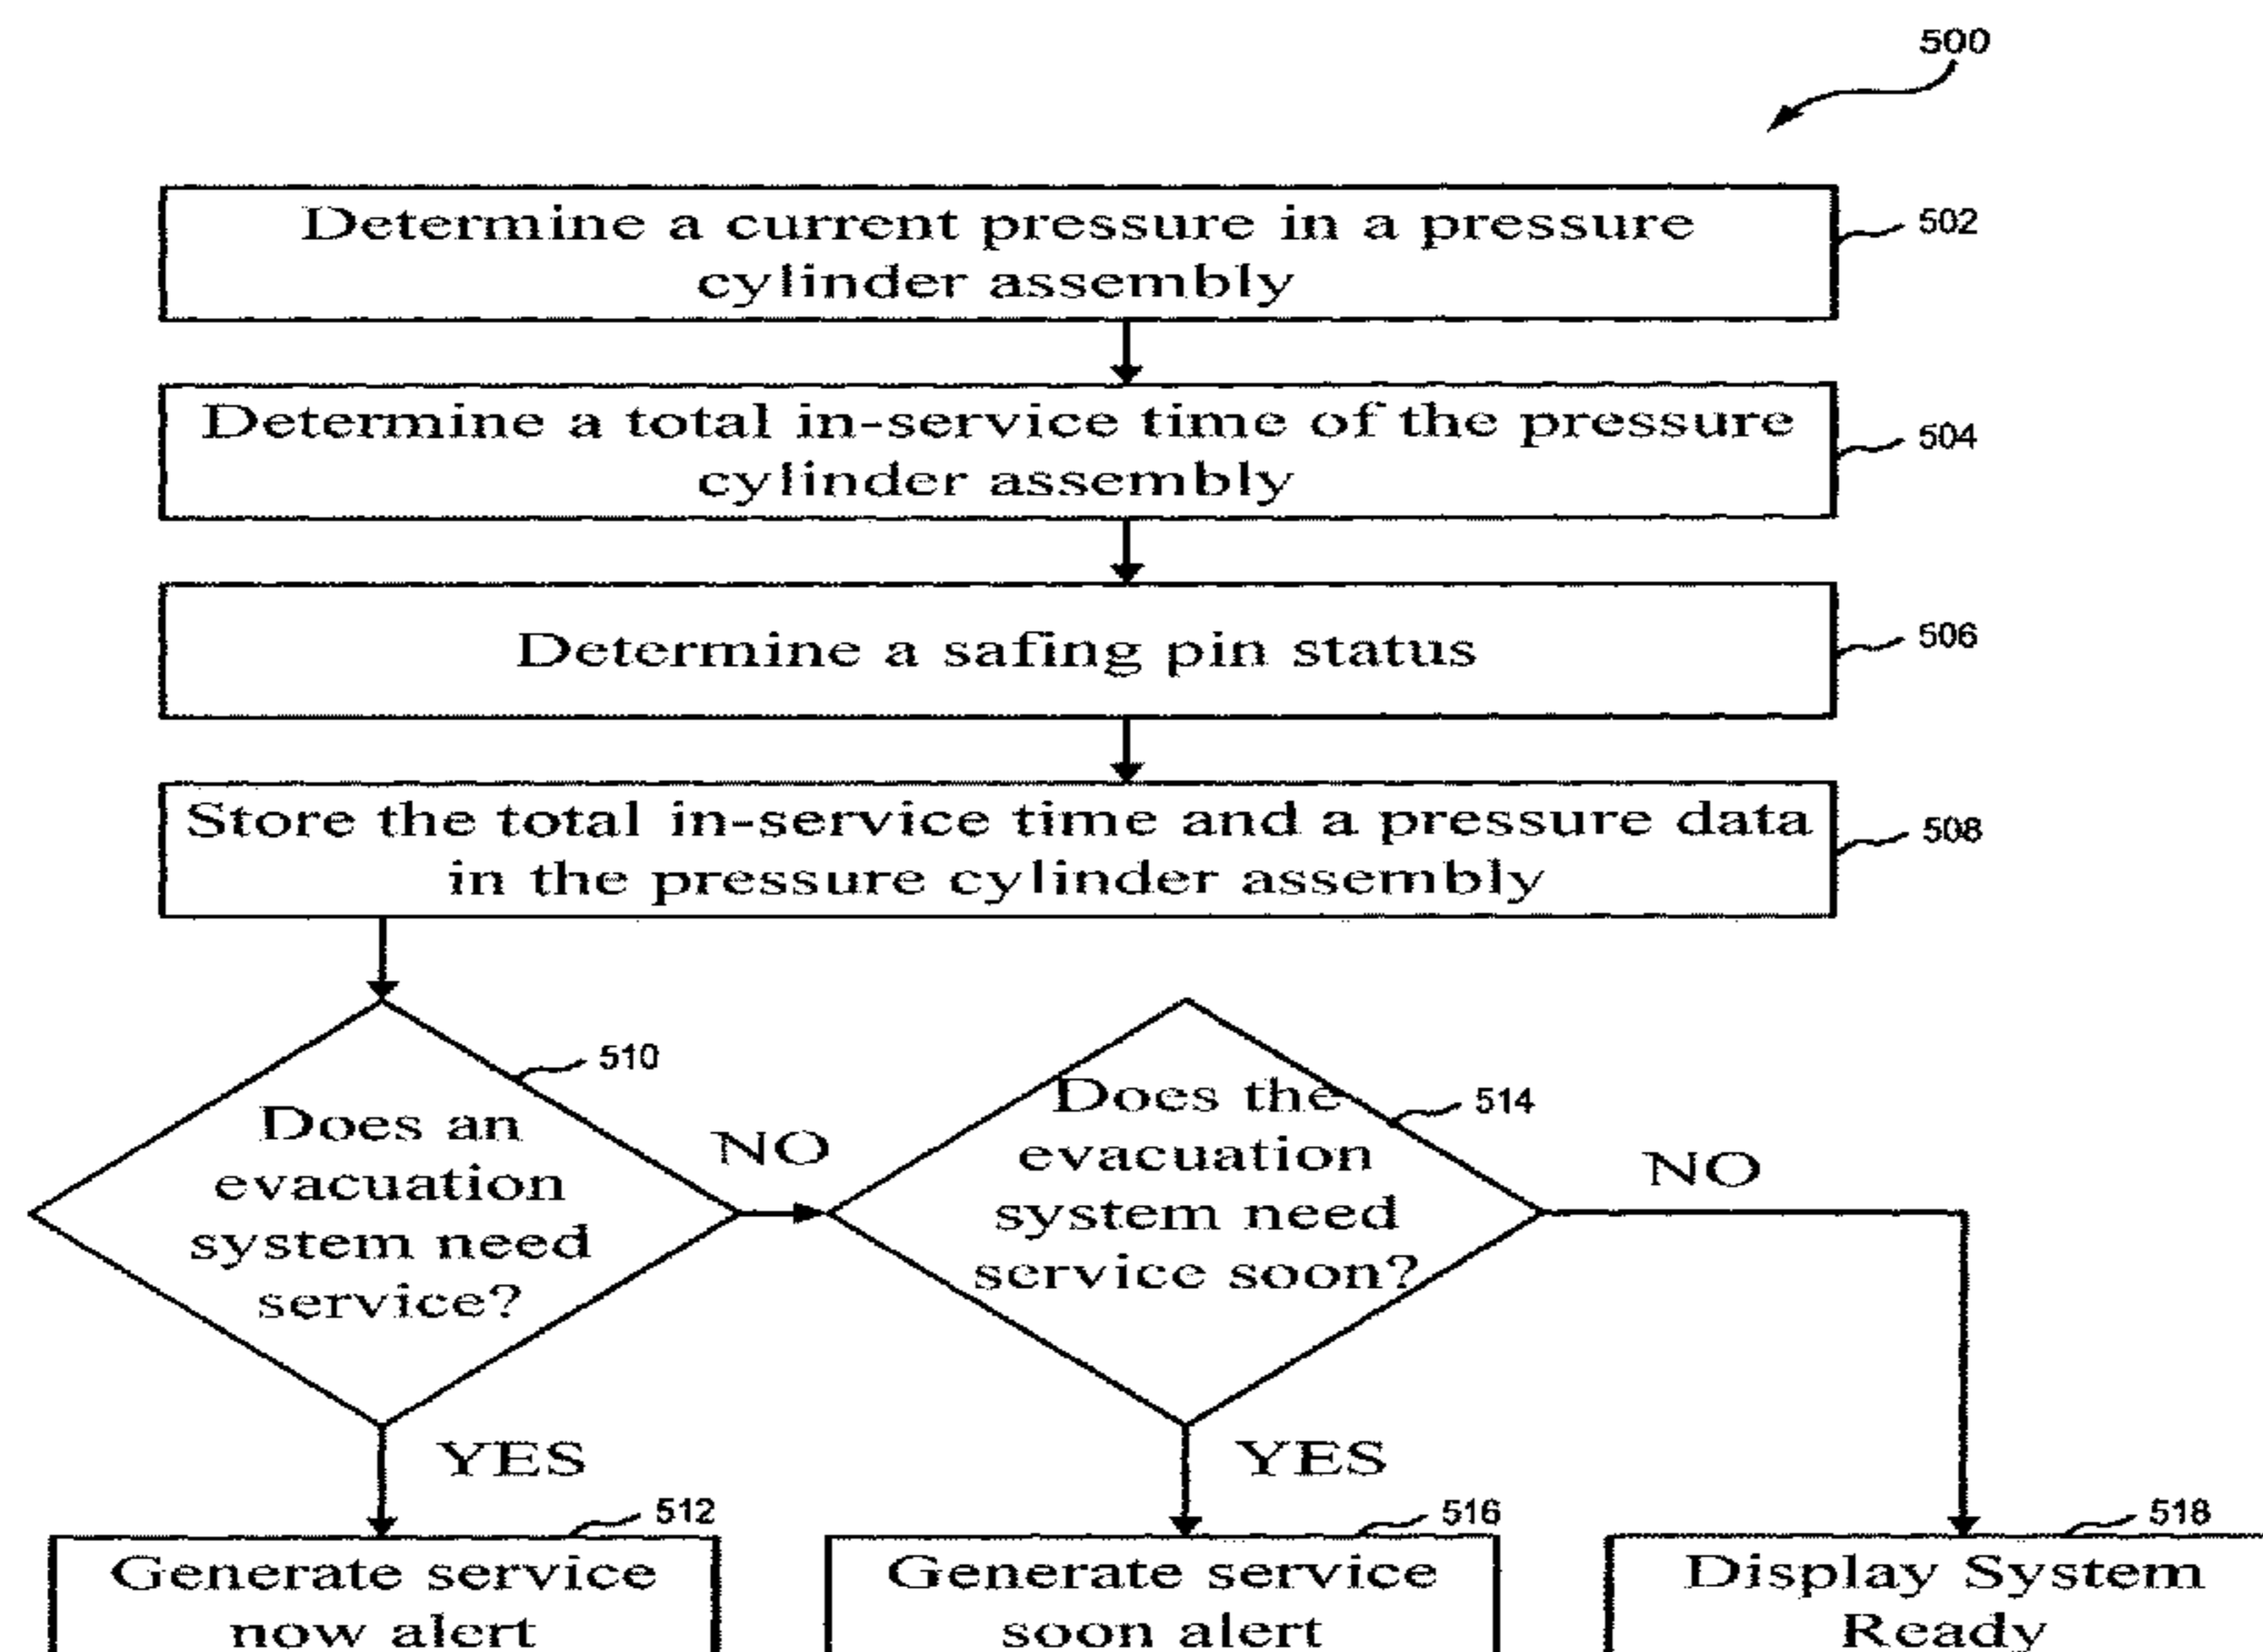 500
Determine a current pressure in a pressure
cylinder assembly
502
Determine a total in-service time of the pressure
cylinder assembly
504
Determine a safing pin status
506
Store the total in-service time and a pressure data
in the pressure cylinder assembly
508
510
Does an
evacuation
system need
service?
NO
YES
514
Does the
evacuation
system need
service soon?
NO
YES
512
Generate service
now alert
516
Generate service
soon alert
518
Display System
Ready